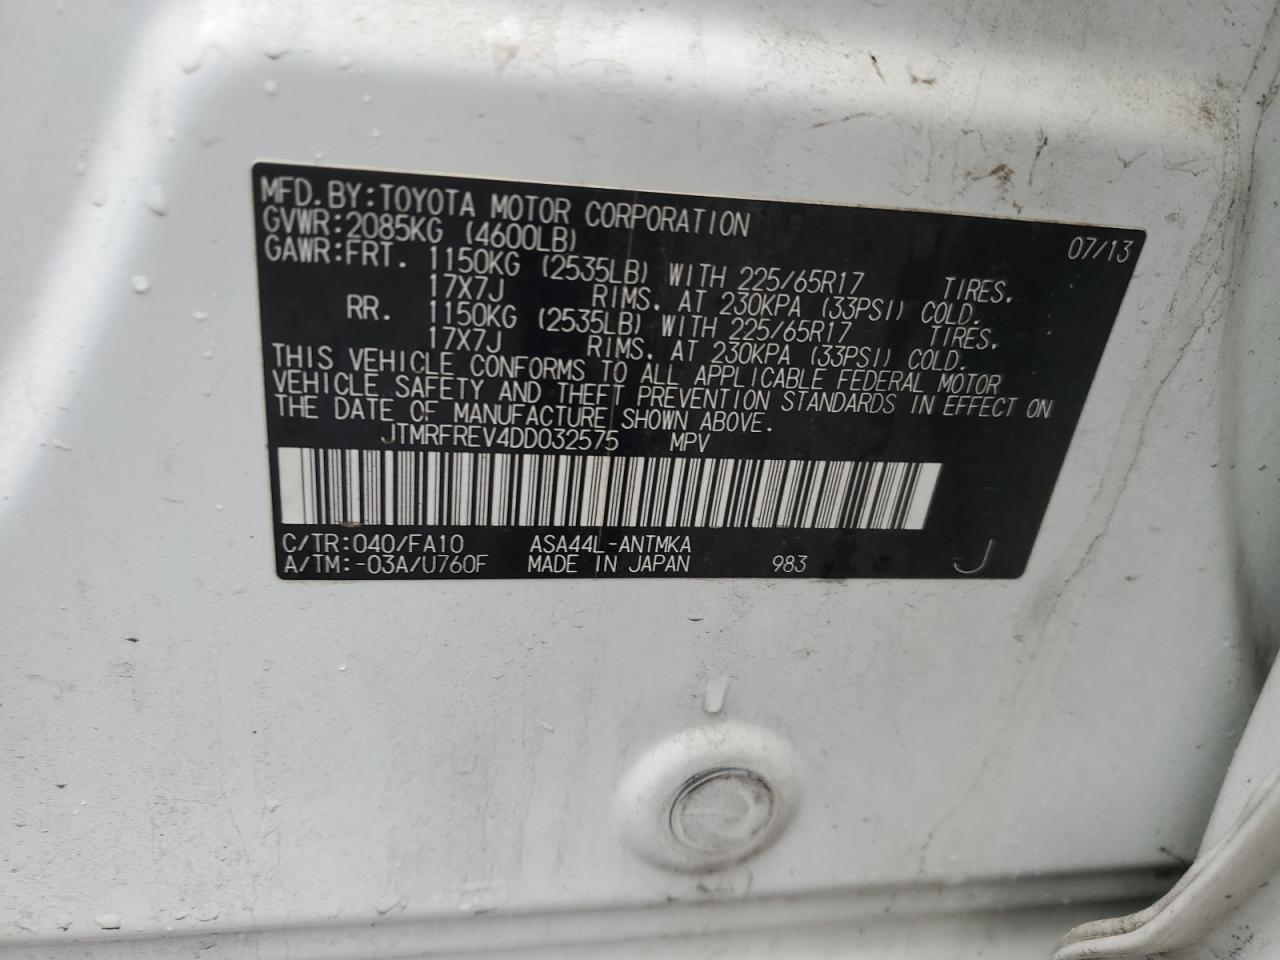 MFD.BY:TOYOTA MOTOR CORPORATION 07/13
GVWR:2085KG (4600LB)
GAWR:FRT. 1150KG (2535LB) WITH 225/65R17 TIRES,
17X7J RIMS, AT 230KPA (33PSI) COLD.
RR. 1150KG (2535LB) WITH 225/65R17 TIRES,
17X7J RIMS, AT 230KPA (33PSI) COLD.
THIS VEHICLE CONFORMS TO ALL APPLICABLE FEDERAL MOTOR
VEHICLE SAFETY AND THEFT PREVENTION STANDARDS IN EFFECT ON
THE DATE OF MANUFACTURE SHOWN ABOVE.
JTMRFREV4DD032575 MPV
C/TR:040/FA10 ASA44L-ANTMKA
A/TM:-03A/U760F MADE IN JAPAN 983 J